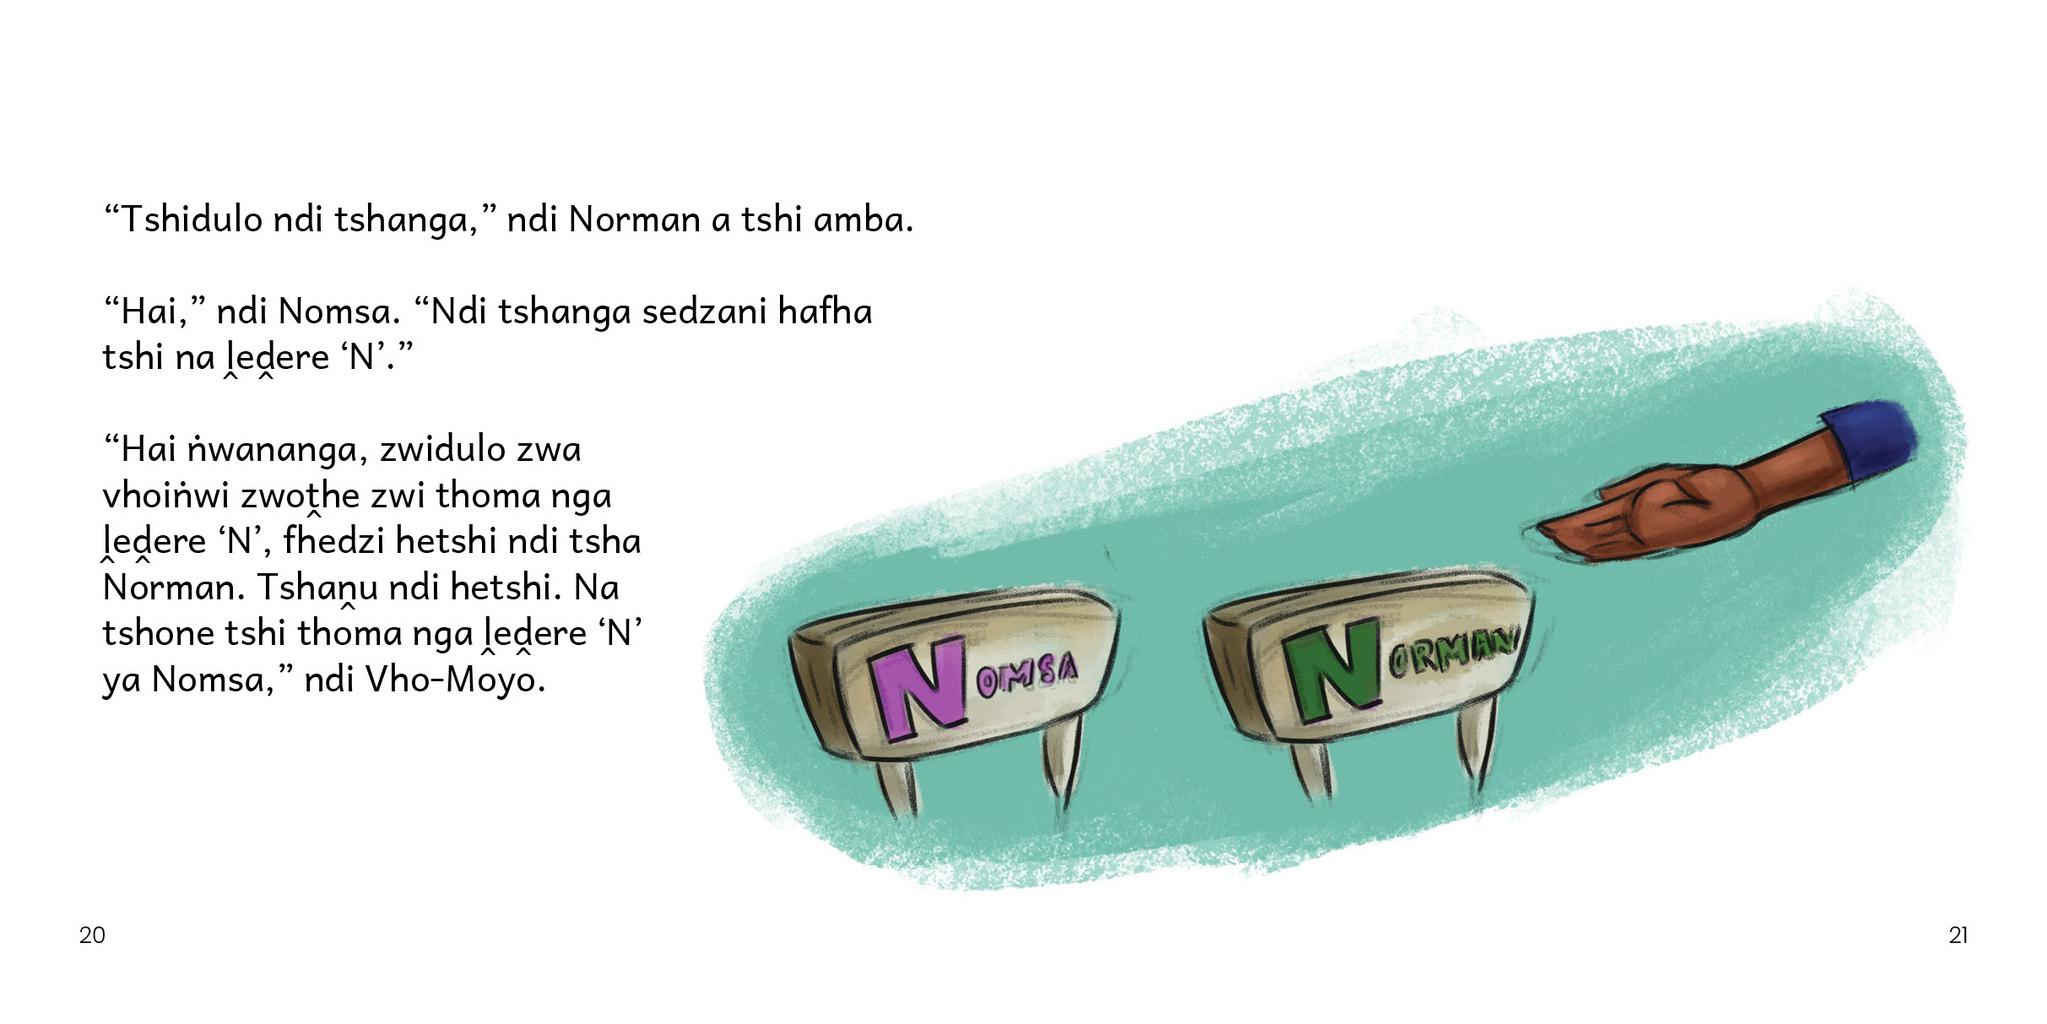 “Tshidulo ndi tshanga,” ndi Norman a tshi amba.
“Hai,” ndi Nomsa. “Ndi tshanga sedzani hafha
tshi na ḽeḓere ‘N’.”
“Hai ṅwananga, zwidulo zwa
vhoiṅwi zwoṱhe zwi thoma nga
ḽeḓere ‘N’, fhedzi hetshi ndi tsha
Norman. Tshaṋu ndi hetshi. Na
tshone tshi thoma nga ḽeḓere ‘N’
ya Nomsa,” ndi Vho-Moyo.
NOMSA
NORMAN
20
21